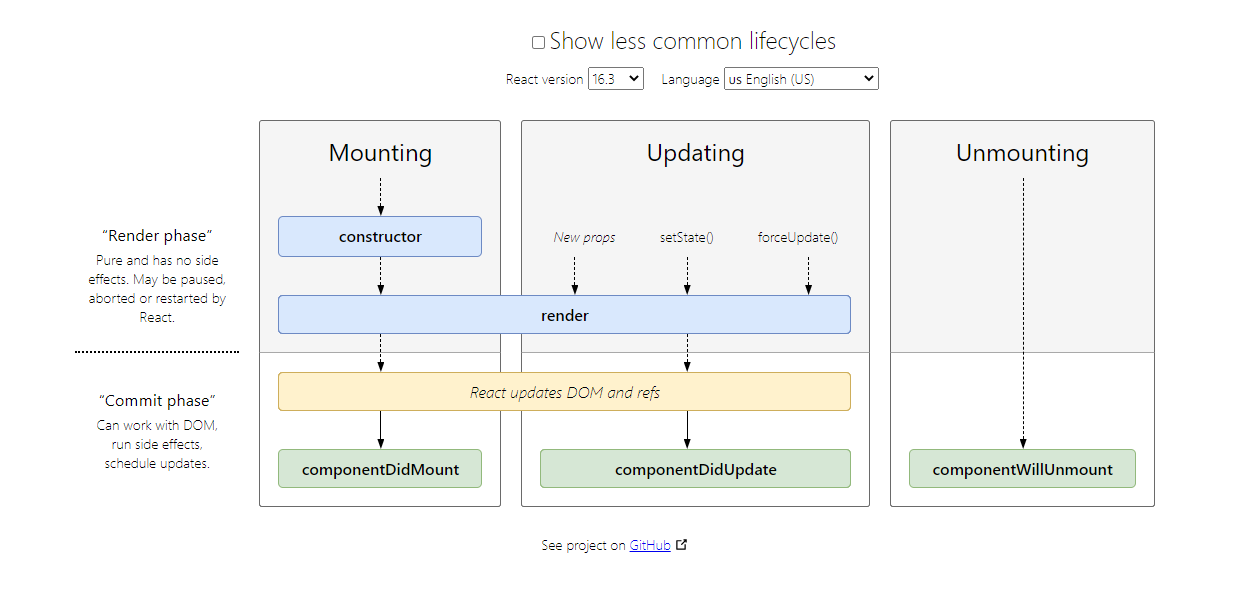 Show less common lifecycles
React version 16.3 Language us English (US)
Mounting
Updating
Unmounting
“Render phase”
Pure and has no side
effects. May be paused,
aborted or restarted by
React.
constructor
New props
setState()
forceUpdate()
render
“Commit phase”
Can work with DOM,
run side effects,
schedule updates.
React updates DOM and refs
componentDidMount
componentDidUpdate
componentWillUnmount
See project on GitHub